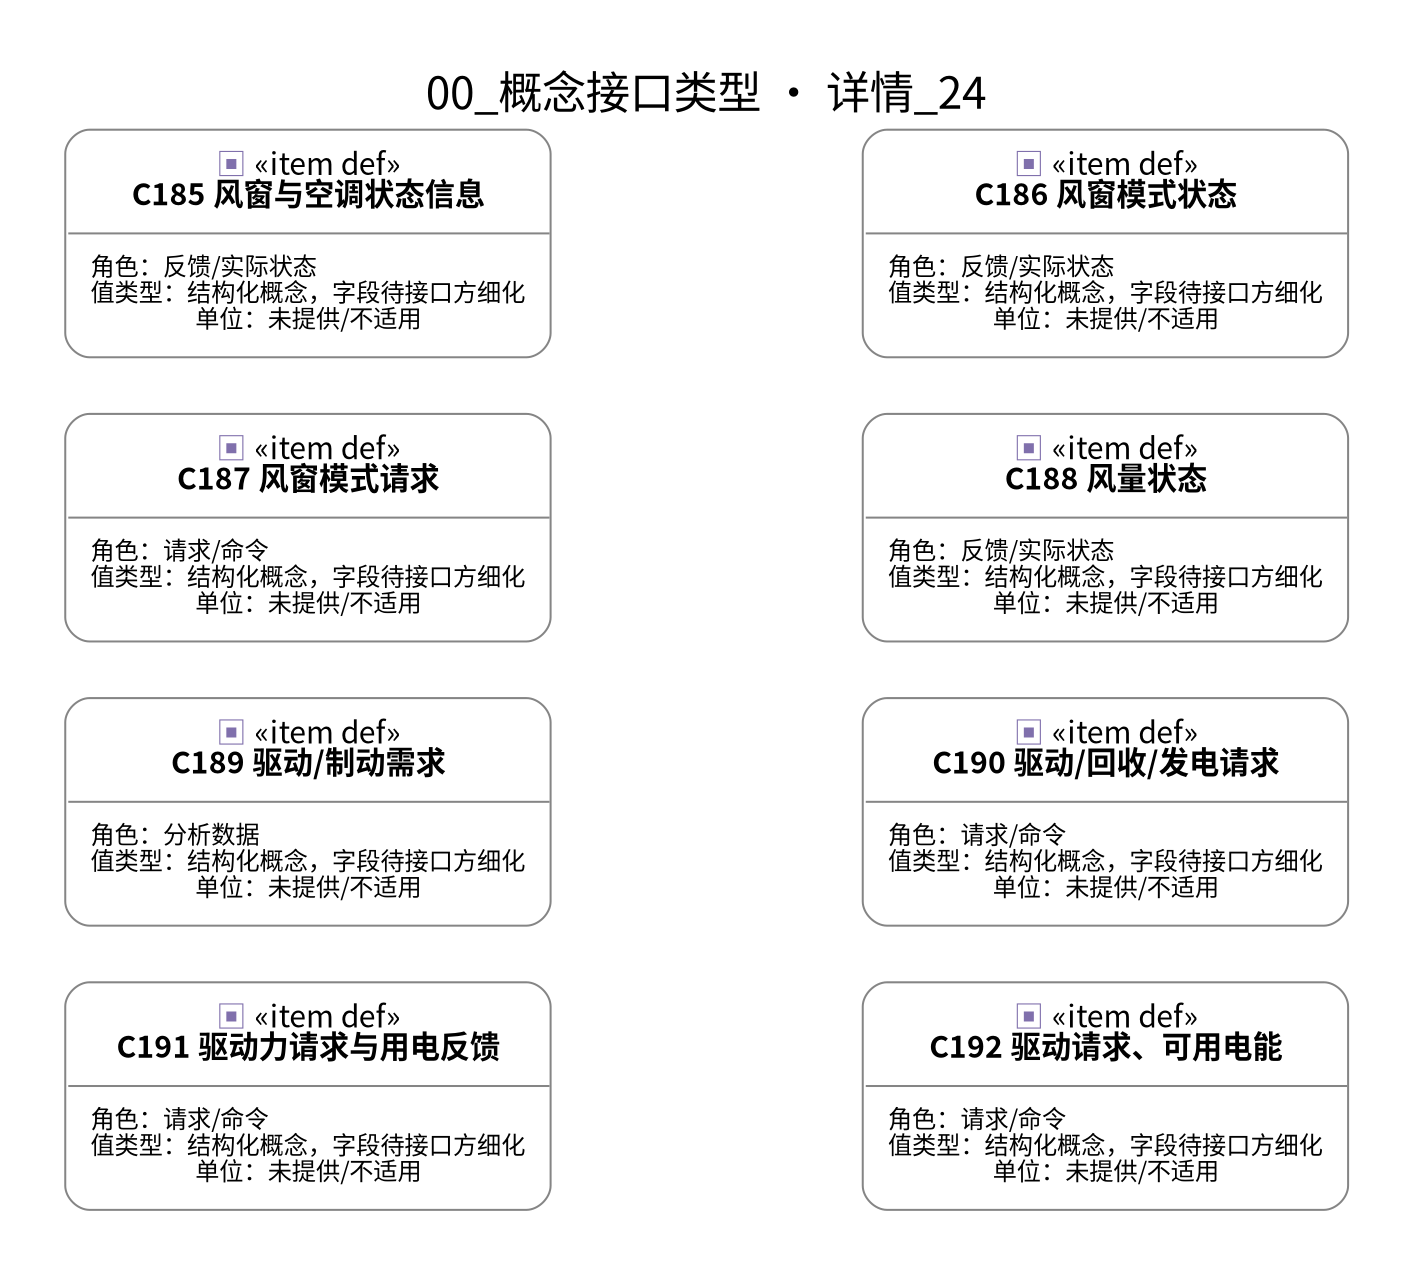 00_概念接口类型 · 详情_24
«item def»
C185 风窗与空调状态信息
角色：反馈/实际状态
值类型：结构化概念，字段待接口方细化
单位：未提供/不适用
«item def»
C186 风窗模式状态
角色：反馈/实际状态
值类型：结构化概念，字段待接口方细化
单位：未提供/不适用
«item def»
C187 风窗模式请求
角色：请求/命令
值类型：结构化概念，字段待接口方细化
单位：未提供/不适用
«item def»
C188 风量状态
角色：反馈/实际状态
值类型：结构化概念，字段待接口方细化
单位：未提供/不适用
«item def»
C189 驱动/制动需求
角色：分析数据
值类型：结构化概念，字段待接口方细化
单位：未提供/不适用
«item def»
C190 驱动/回收/发电请求
角色：请求/命令
值类型：结构化概念，字段待接口方细化
单位：未提供/不适用
«item def»
C191 驱动力请求与用电反馈
角色：请求/命令
值类型：结构化概念，字段待接口方细化
单位：未提供/不适用
«item def»
C192 驱动请求、可用电能
角色：请求/命令
值类型：结构化概念，字段待接口方细化
单位：未提供/不适用